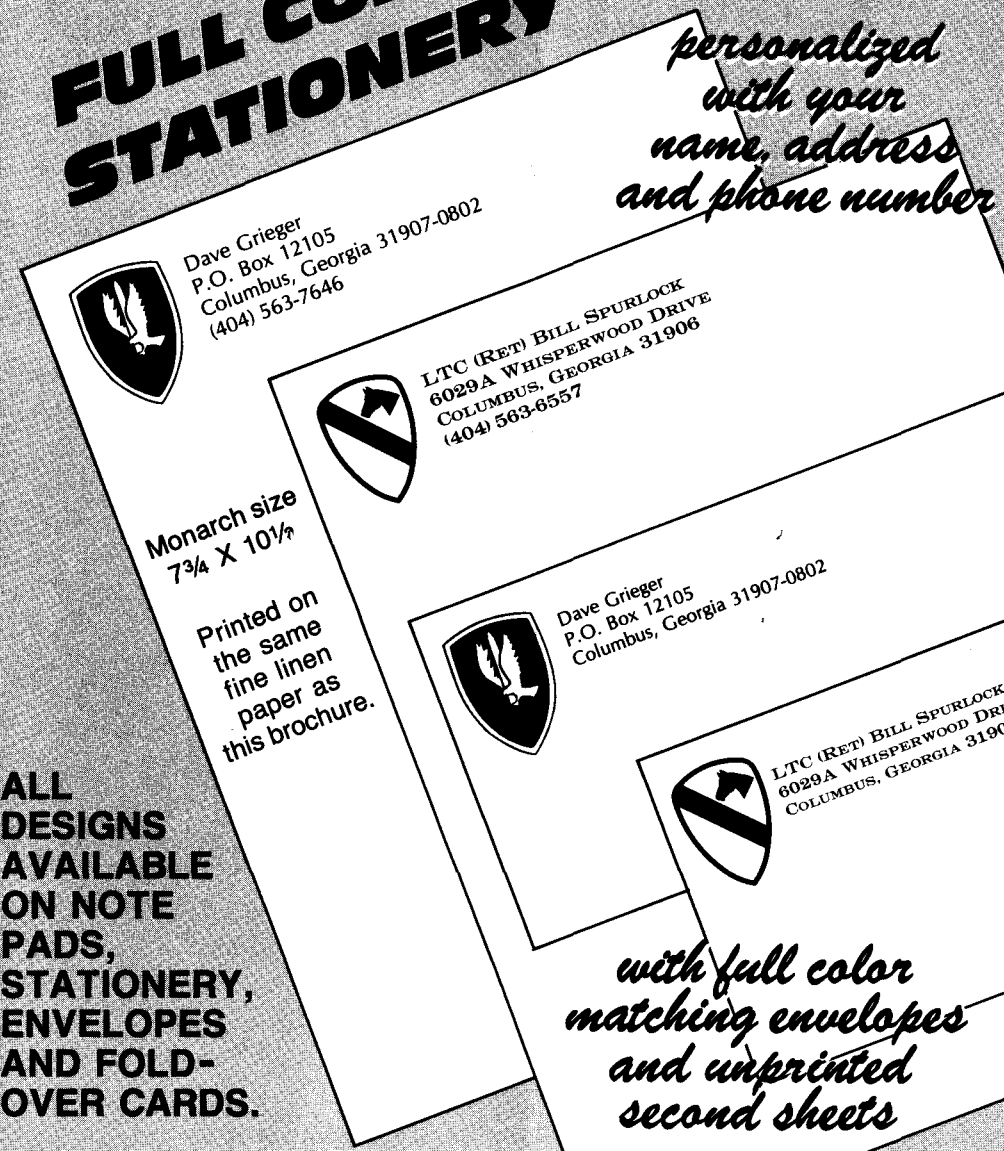 FULL
STATIONERY
personalized
with your
name, address
and phone number
Dave Grieger
P.O. Box 12105
Columbus, Georgia 31907-0802
(404) 563-7646
LTC (RET) BILL SPURLOCK
6029A WHISPERWOOD DRIVE
COLUMBUS, GEORGIA 31906
(404) 563-6557
Monarch size
7¾ X 10½
Printed on
the same
fine linen
paper as
this brochure.
Dave Grieger
P.O. Box 12105
Columbus, Georgia 31907-0802
LTC (RET) BILL SPURLOCK
6029A WHISPERWOOD
COLUMBUS, GEORGIA
ALL
DESIGNS
AVAILABLE
ON NOTE
PADS,
STATIONERY,
ENVELOPES
AND FOLD-
OVER CARDS.
with full color
matching envelopes
and unprinted
second sheets